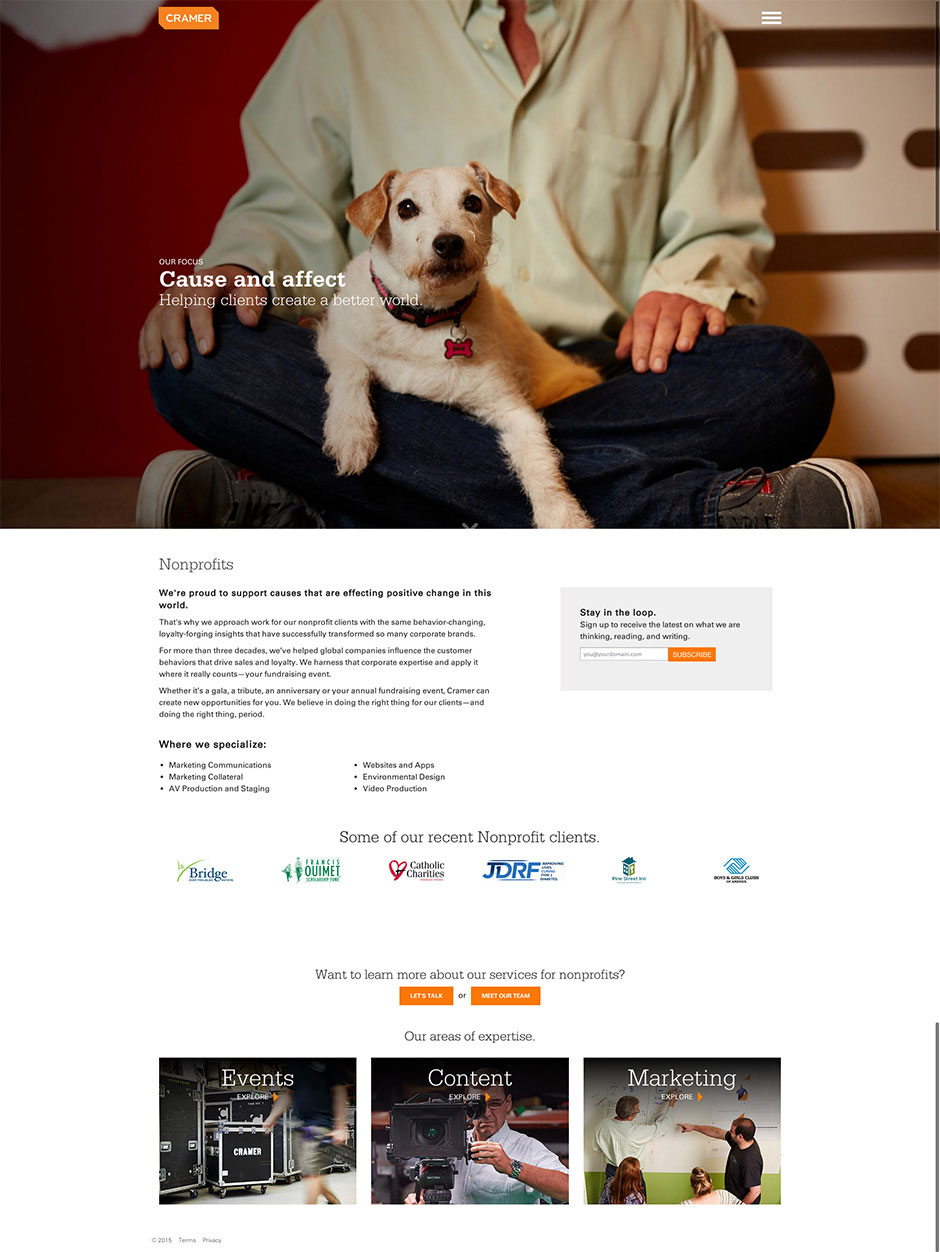 CRAMER
OUR FOCUS
Cause and affect
Helping clients create a better world.
Nonprofits
We're proud to support causes that are effecting positive change in this
world.
That's why we approach work for our nonprofit clients with the same behavior-changing,
loyalty-forging insights that have successfully transformed so many corporate brands.
For more than three decades, we've helped global companies influence the customer
behaviors that drive sales and loyalty. We harness that corporate expertise and apply it
where it really counts—your fundraising event.
Whether it's a gala, a tribute, an anniversary or your annual fundraising event, Cramer can
create new opportunities for you. We believe in doing the right thing for our clients—and
doing the right thing, period.
Stay in the loop.
Sign up to receive the latest on what we are
thinking, reading, and writing.
you@yourdomain.com SUBSCRIBE
Where we specialize:
• Marketing Communications
• Marketing Collateral
• AV Production and Staging
• Websites and Apps
• Environmental Design
• Video Production
Some of our recent Nonprofit clients.
Bridge
FRANCIS
OUIMET
SCHOLARSHIP FUND
Catholic
Charities
JDRF IMPROVING
LIVES.
CURING
TYPE 1
DIABETES.
Pine Street Inn
BOYS & GIRLS CLUBS
OF AMERICA
Want to learn more about our services for nonprofits?
LET'S TALK or MEET OUR TEAM
Our areas of expertise.
Events
EXPLORE
CRAMER
Content
EXPLORE
Marketing
EXPLORE
© 2015 Terms Privacy